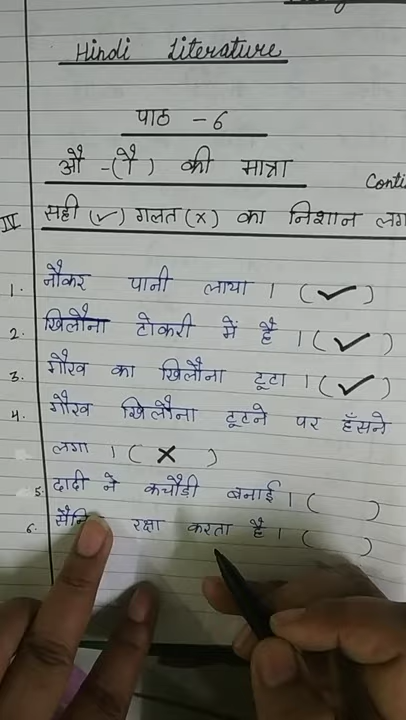 Hindi Literature
पाठ - 6
औ - (ौ) की मात्रा
Conti
IV सही (✓) गलत (x) का निशान लगा
1. नौकर पानी लाया । (✓)
2. खिलौना टोकरी में है । (✓)
3. गौरव का खिलौना टूटा । (✓)
4. गौरव खिलौना टूटने पर हँसने
लगा । (x)
5. दादी ने कचौड़ी बनाई । ( )
6. रक्षा करता है । ( )